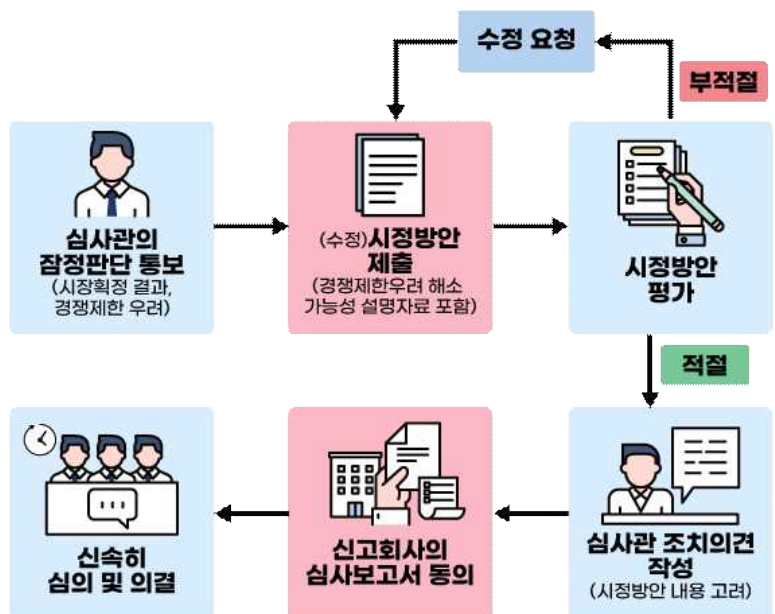 수정 요청
부적절
심사관의
잠정판단 통보
(시장획정 결과,
경쟁제한 우려)
(수정)시정방안
제출
(경쟁제한우려 해소
가능성 설명자료 포함)
시정방안
평가
적절
신속히
심의 및 의결
신고회사의
심사보고서 동의
심사관 조치의견
작성
(시정방안 내용 고려)